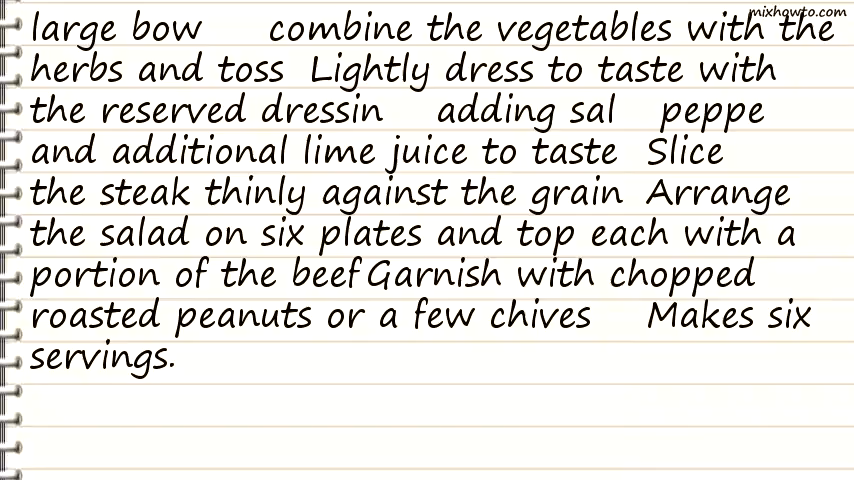 mixhowto.com
large bow combine the vegetables with the
herbs and toss Lightly dress to taste with
the reserved dressin adding sal peppe
and additional lime juice to taste Slice
the steak thinly against the grain Arrange
the salad on six plates and top each with a
portion of the beef Garnish with chopped
roasted peanuts or a few chives Makes six
servings.